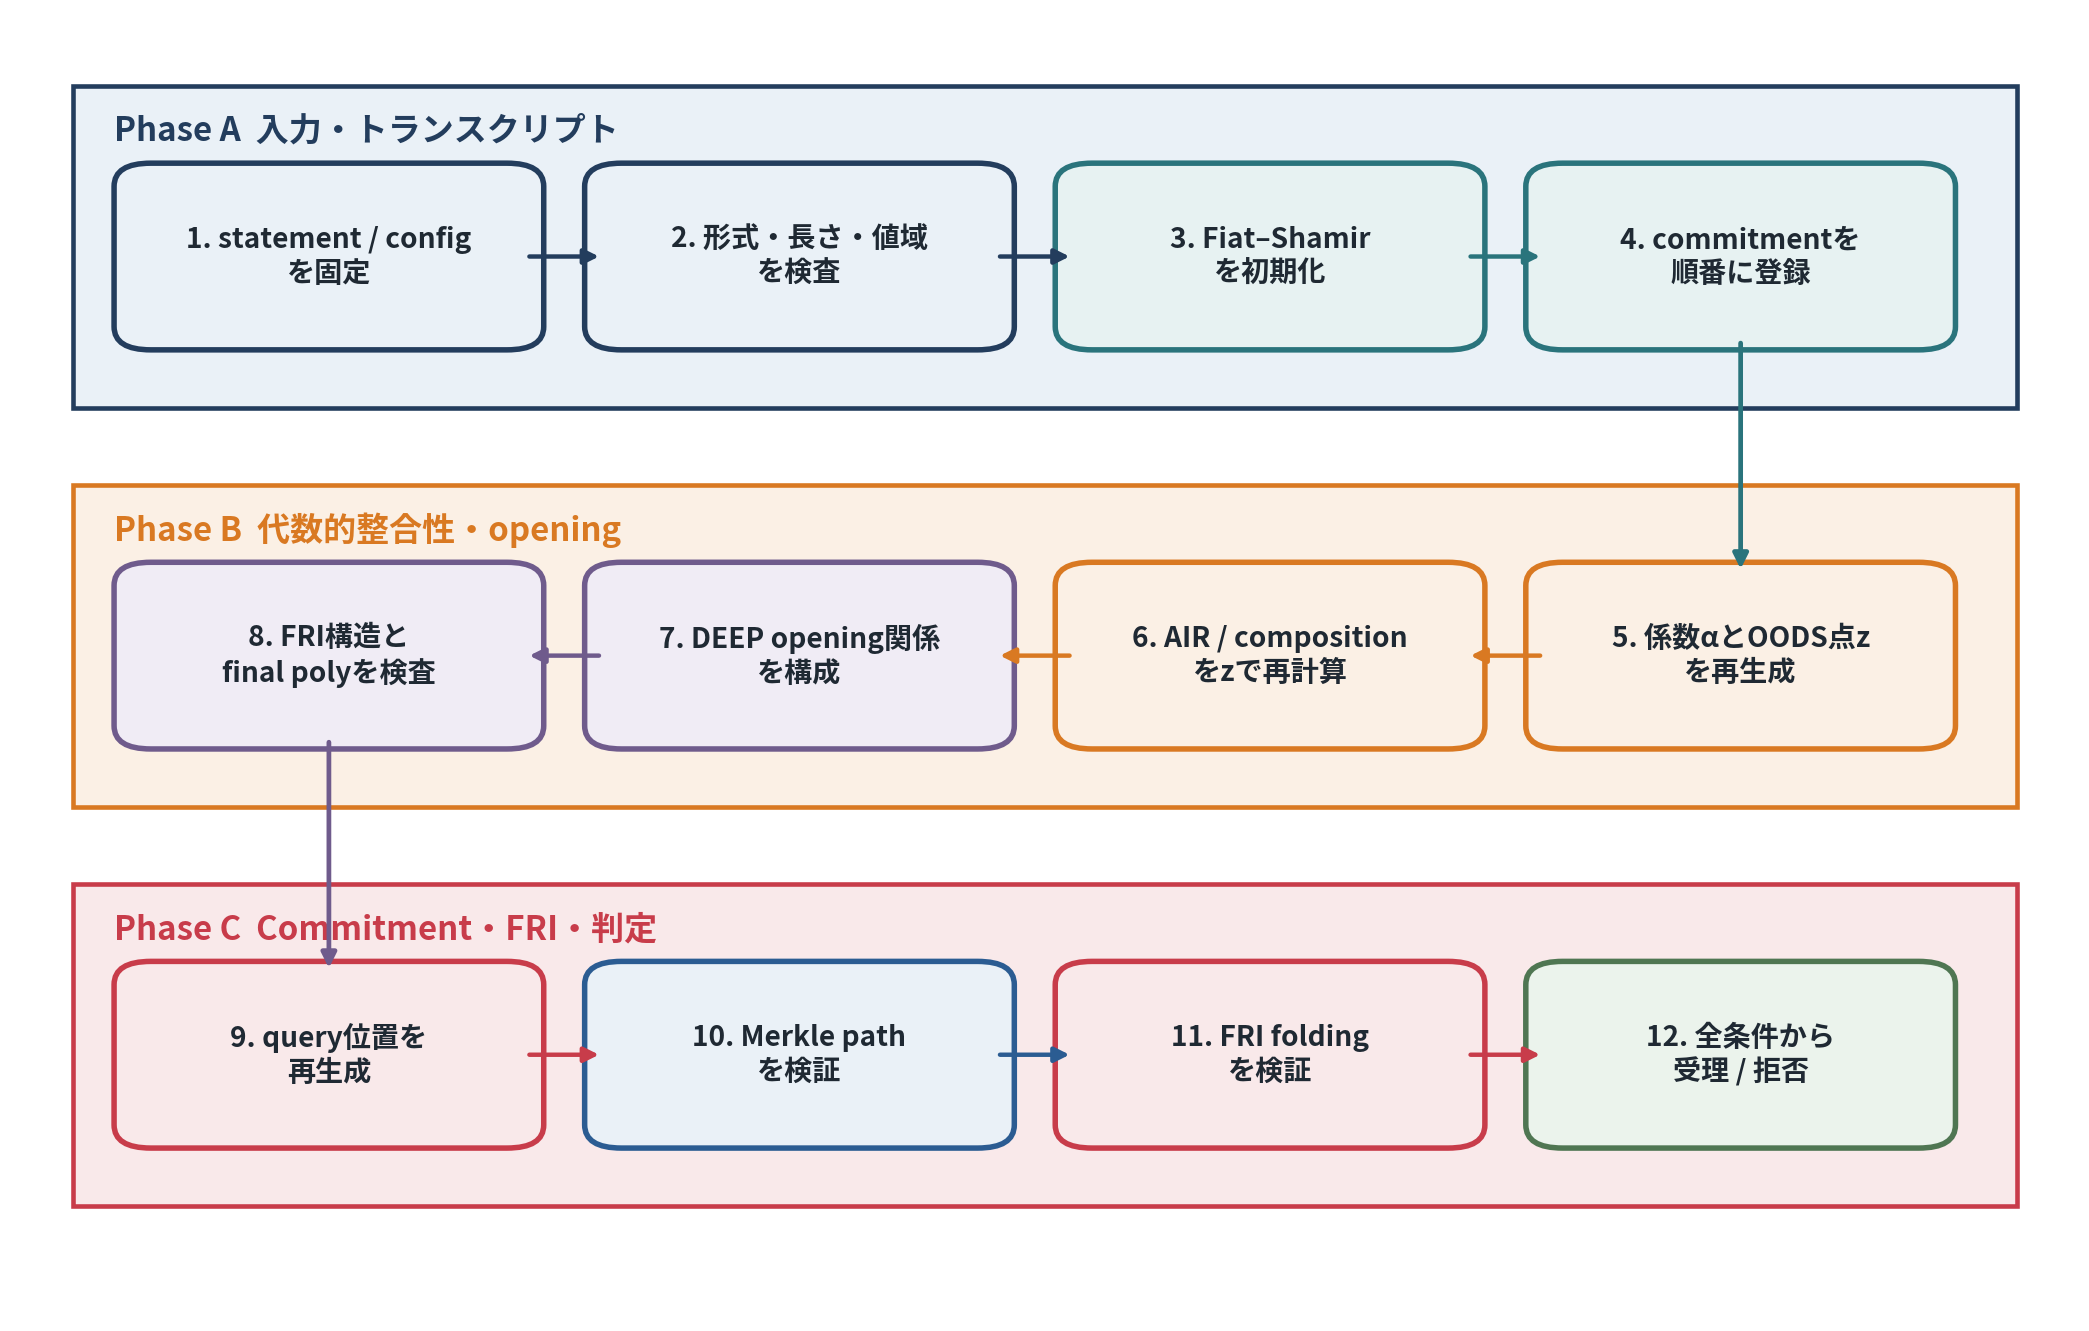 Phase A 入力・トランスクリプト
1. statement / config
を固定
2. 形式・長さ・値域
を検査
3. Fiat–Shamir
を初期化
4. commitmentを
順番に登録
Phase B 代数的整合性・opening
5. 係数αとOODS点z
を再生成
6. AIR / composition
をzで再計算
7. DEEP opening関係
を構成
8. FRI構造と
final polyを検査
Phase C Commitment・FRI・判定
9. query位置を
再生成
10. Merkle path
を検証
11. FRI folding
を検証
12. 全条件から
受理 / 拒否